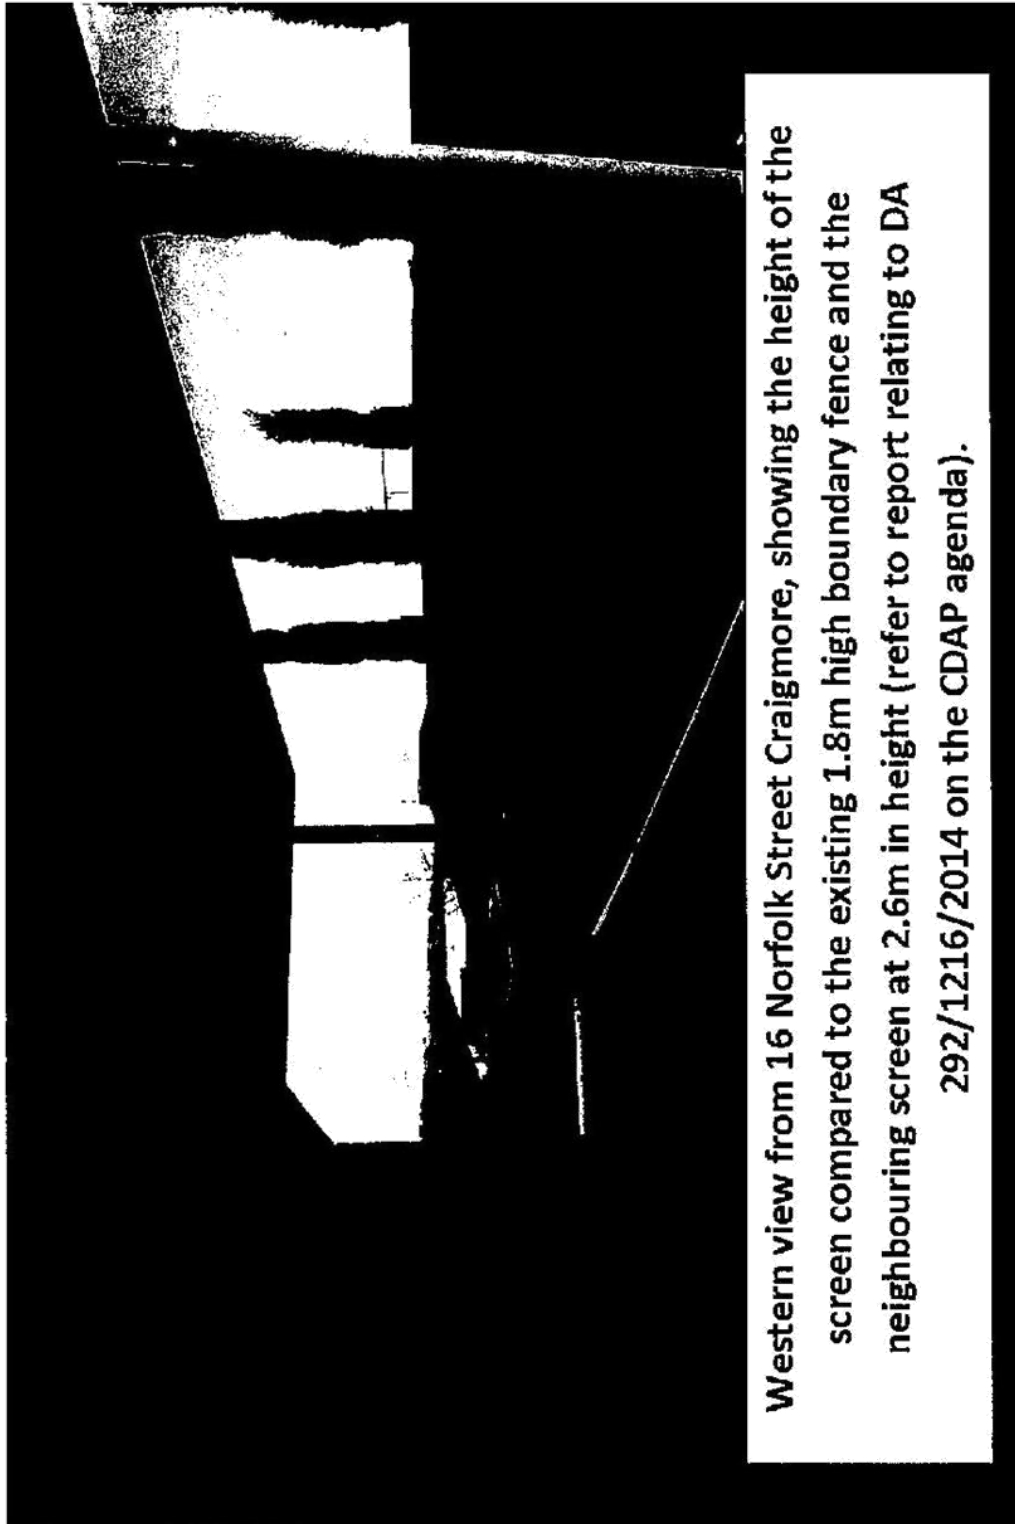 Western view from 16 Norfolk Street Craigmore, showing the height of the
screen compared to the existing 1.8m high boundary fence and the
neighbouring screen at 2.6m in height (refer to report relating to DA
292/1216/2014 on the CDAP agenda).